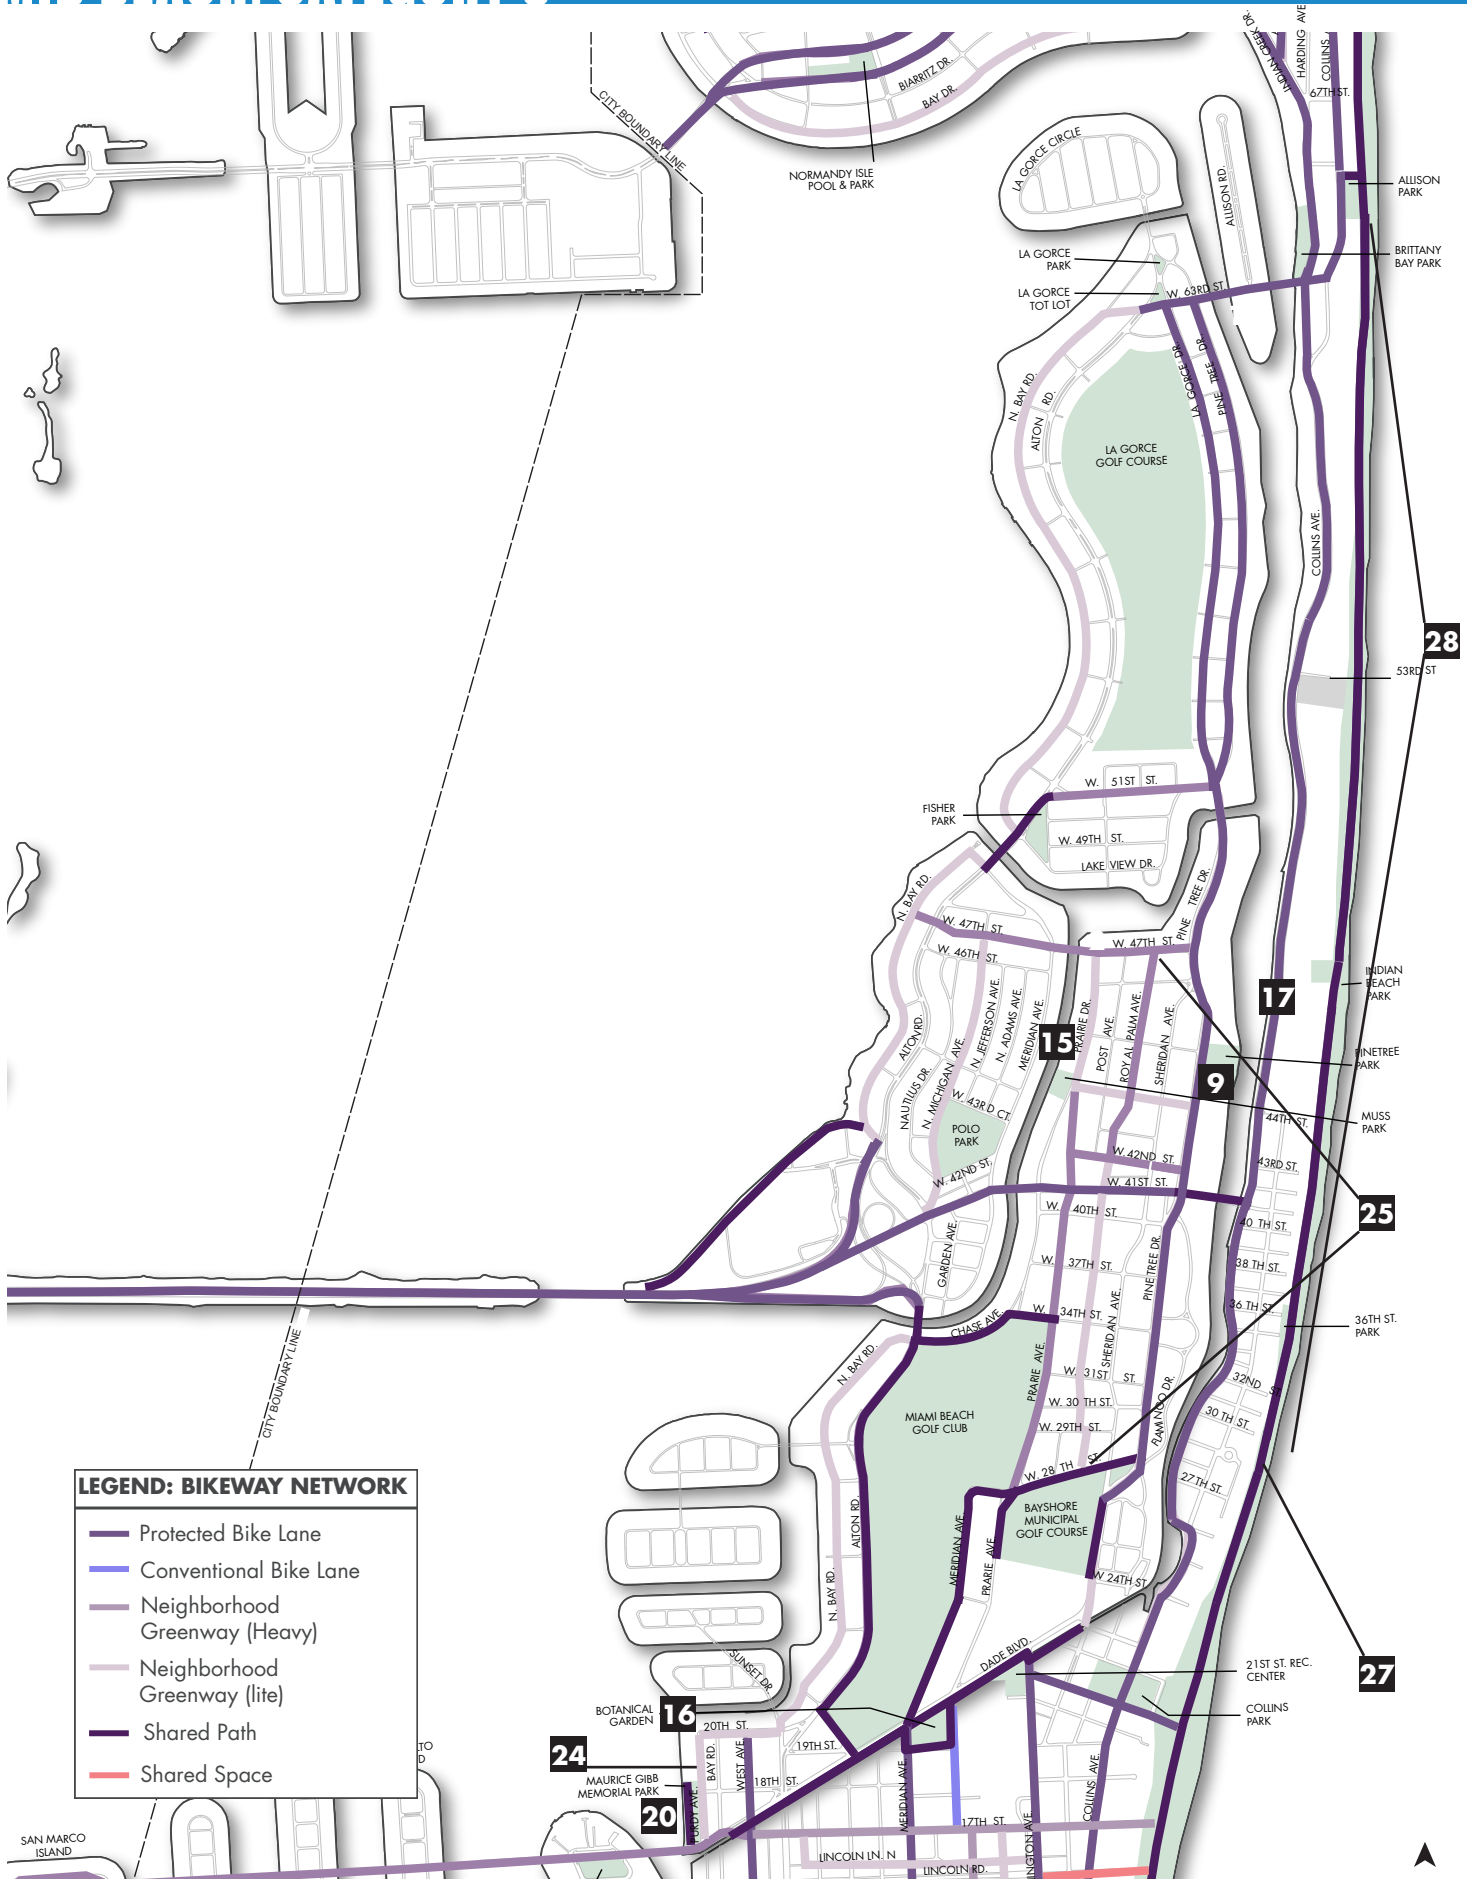 INDIAN CREEK DR.
HARDING AVE
COLLINS
67TH ST.
BIARRITZ DR.
BAY DR.
CITY BOUNDARY LINE
NORMANDY ISLE
POOL & PARK
LA GORCE CIRCLE
ALLISON RD.
ALLISON
PARK
BRITTANY
BAY PARK
LA GORCE
PARK
LA GORCE
TOT LOT
W. 63RD ST.
LA GORCE DR.
PINE TREE DR.
N. BAY RD.
ALTON RD.
LA GORCE
GOLF COURSE
COLLINS AVE.
28
53RD ST
W. 51ST ST.
FISHER
PARK
W. 49TH ST.
LAKE VIEW DR.
N. BAY RD.
PINE TREE DR.
W. 47TH ST.
W. 47TH ST.
W. 46TH ST.
INDIAN
BEACH
PARK
17
ALTON RD.
NAUTILUS DR.
N. MICHIGAN AVE.
N. JEFFERSON AVE.
N. ADAMS AVE.
MERIDIAN AVE.
15
PRAIRIE DR.
POST AVE.
ROYAL PALM AVE.
SHERIDAN AVE.
9
PINETREE
PARK
W. 43RD CT.
POLO
PARK
W. 42ND ST.
44TH ST.
MUSS
PARK
W. 42ND ST.
43RD ST.
W. 41ST ST.
W. 40TH ST.
40 TH ST.
25
GARDEN AVE.
W. 37TH ST.
PINETREE DR.
38 TH ST.
CHASE AVE.
W. 34TH ST.
SHERIDAN AVE.
36 TH ST.
36TH ST.
PARK
CITY BOUNDARY LINE
N. BAY RD.
PRARIE AVE.
W. 31ST ST.
32ND ST
FLAMINGO DR.
W. 30 TH ST.
30 TH ST.
MIAMI BEACH
GOLF CLUB
W. 29TH ST.
W. 28 TH ST.
27 TH ST.
ALTON RD.
BAYSHORE
MUNICIPAL
GOLF COURSE
MERIDIAN AVE.
PRARIE AVE.
W 24TH ST.
N. BAY RD.
LEGEND: BIKEWAY NETWORK
Protected Bike Lane
Conventional Bike Lane
Neighborhood
Greenway (Heavy)
Neighborhood
Greenway (lite)
Shared Path
Shared Space
SUNSET DR.
DADE BLVD.
21ST ST. REC.
CENTER
27
COLLINS
PARK
BOTANICAL
GARDEN
16
20TH ST.
19TH ST.
24
BAY RD.
WEST AVE.
18TH ST.
MAURICE GIBB
MEMORIAL PARK
20
PURDY AVE.
MERIDIAN AVE.
COLLINS AVE.
17TH ST.
LINCOLN LN. N
LINCOLN RD.
SAN MARCO
ISLAND